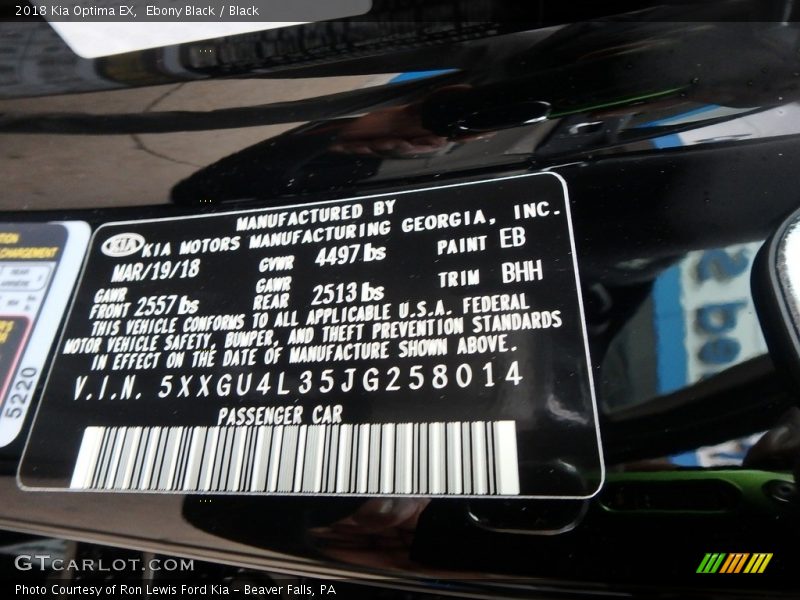 2018 Kia Optima EX, Ebony Black / Black
MANUFACTURED BY
KIA KIA MOTORS MANUFACTURING GEORGIA, INC.
MAR/19/18 GVWR 4497 lbs PAINT EB
GAWR FRONT 2557 lbs GAWR REAR 2513 lbs TRIM BHH
THIS VEHICLE CONFORMS TO ALL APPLICABLE U.S.A. FEDERAL
MOTOR VEHICLE SAFETY, BUMPER, AND THEFT PREVENTION STANDARDS
IN EFFECT ON THE DATE OF MANUFACTURE SHOWN ABOVE.
V.I.N. 5XXGU4L35JG258014
PASSENGER CAR
5220
GTCARLOT.COM
Photo Courtesy of Ron Lewis Ford Kia - Beaver Falls, PA